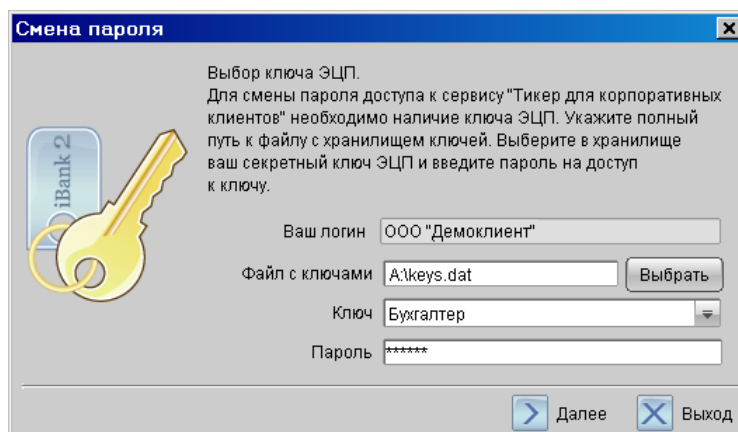 Смена пароля
Выбор ключа ЭЦП.
Для смены пароля доступа к сервису "Тикер для корпоративных
клиентов" необходимо наличие ключа ЭЦП. Укажите полный
путь к файлу с хранилищем ключей. Выберите в хранилище
ваш секретный ключ ЭЦП и введите пароль на доступ
к ключу.
iBank 2
Ваш логин ООО "Демоклиент"
Файл с ключами A:\keys.dat Выбрать
Ключ Бухгалтер
Пароль ******
Далее Выход